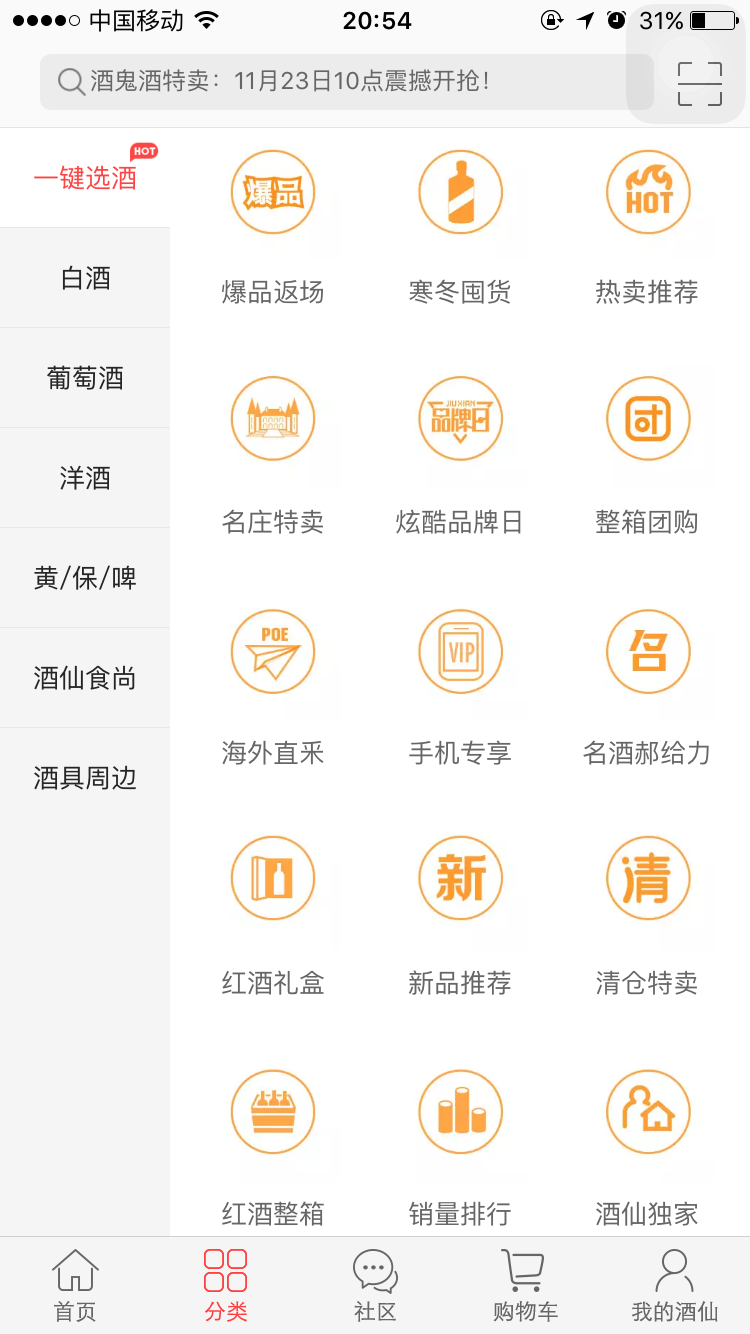 中国移动 20:54 31%
酒鬼酒特卖：11月23日10点震撼开抢！
一键选酒 HOT
白酒
葡萄酒
洋酒
黄/保/啤
酒仙食尚
酒具周边
爆品 HOT
爆品返场 寒冬囤货 热卖推荐
JIUXIAN
品牌日 团
名庄特卖 炫酷品牌日 整箱团购
POE VIP 名
海外直采 手机专享 名酒郝给力
新 清
红酒礼盒 新品推荐 清仓特卖
红酒整箱 销量排行 酒仙独家
首页 分类 社区 购物车 我的酒仙